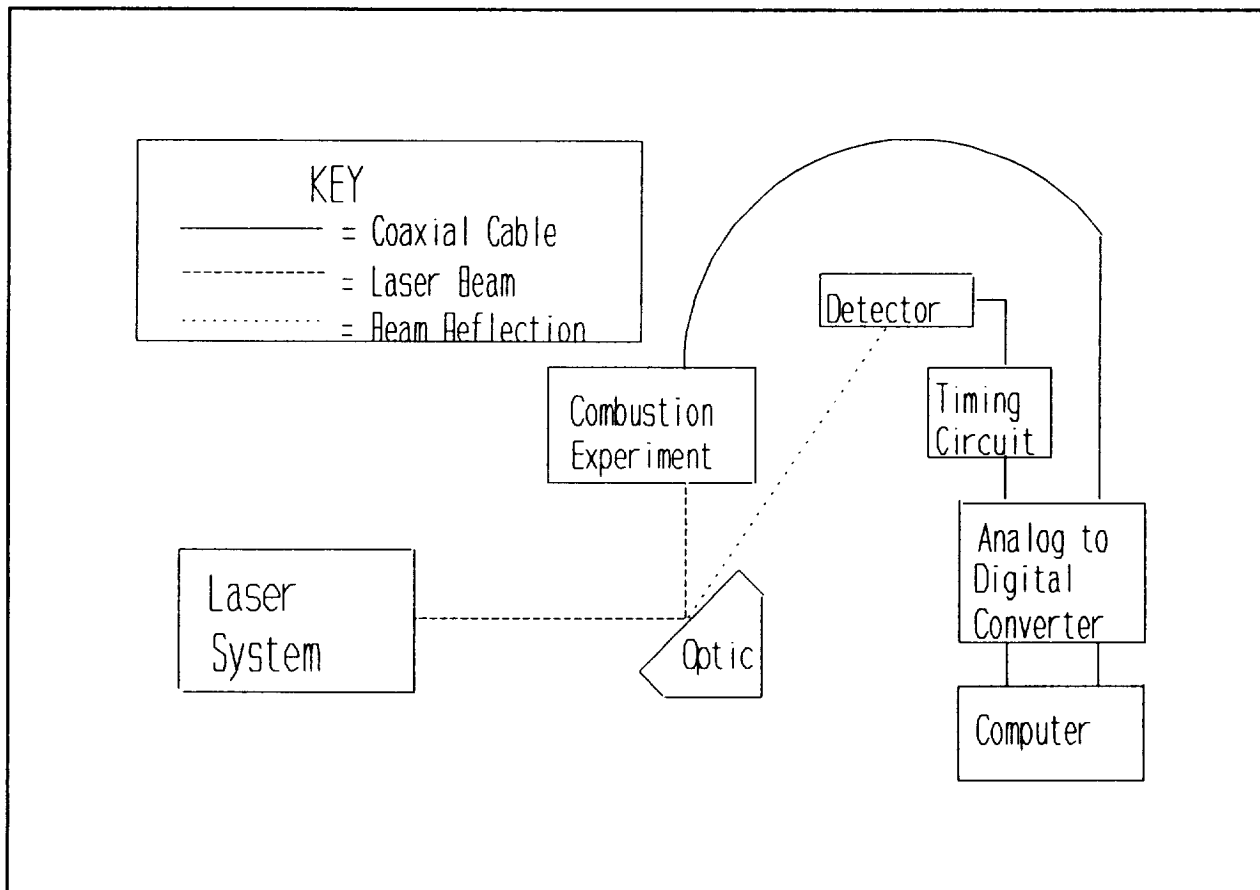 KEY
= Coaxial Cable
= Laser Beam
= Beam Reflection
Detector
Combustion
Experiment
Timing
Circuit
Analog to
Digital
Converter
Laser
System
Optic
Computer